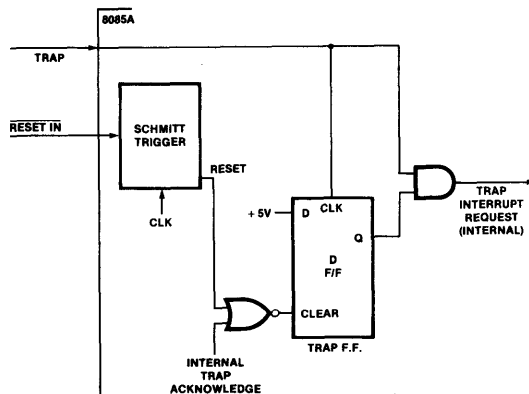 8085A
TRAP
RESET IN
SCHMITT
TRIGGER
RESET
CLK
+ 5V
D
CLK
Q
D
F/F
CLEAR
TRAP F.F.
TRAP
INTERRUPT
REQUEST
(INTERNAL)
INTERNAL
TRAP
ACKNOWLEDGE